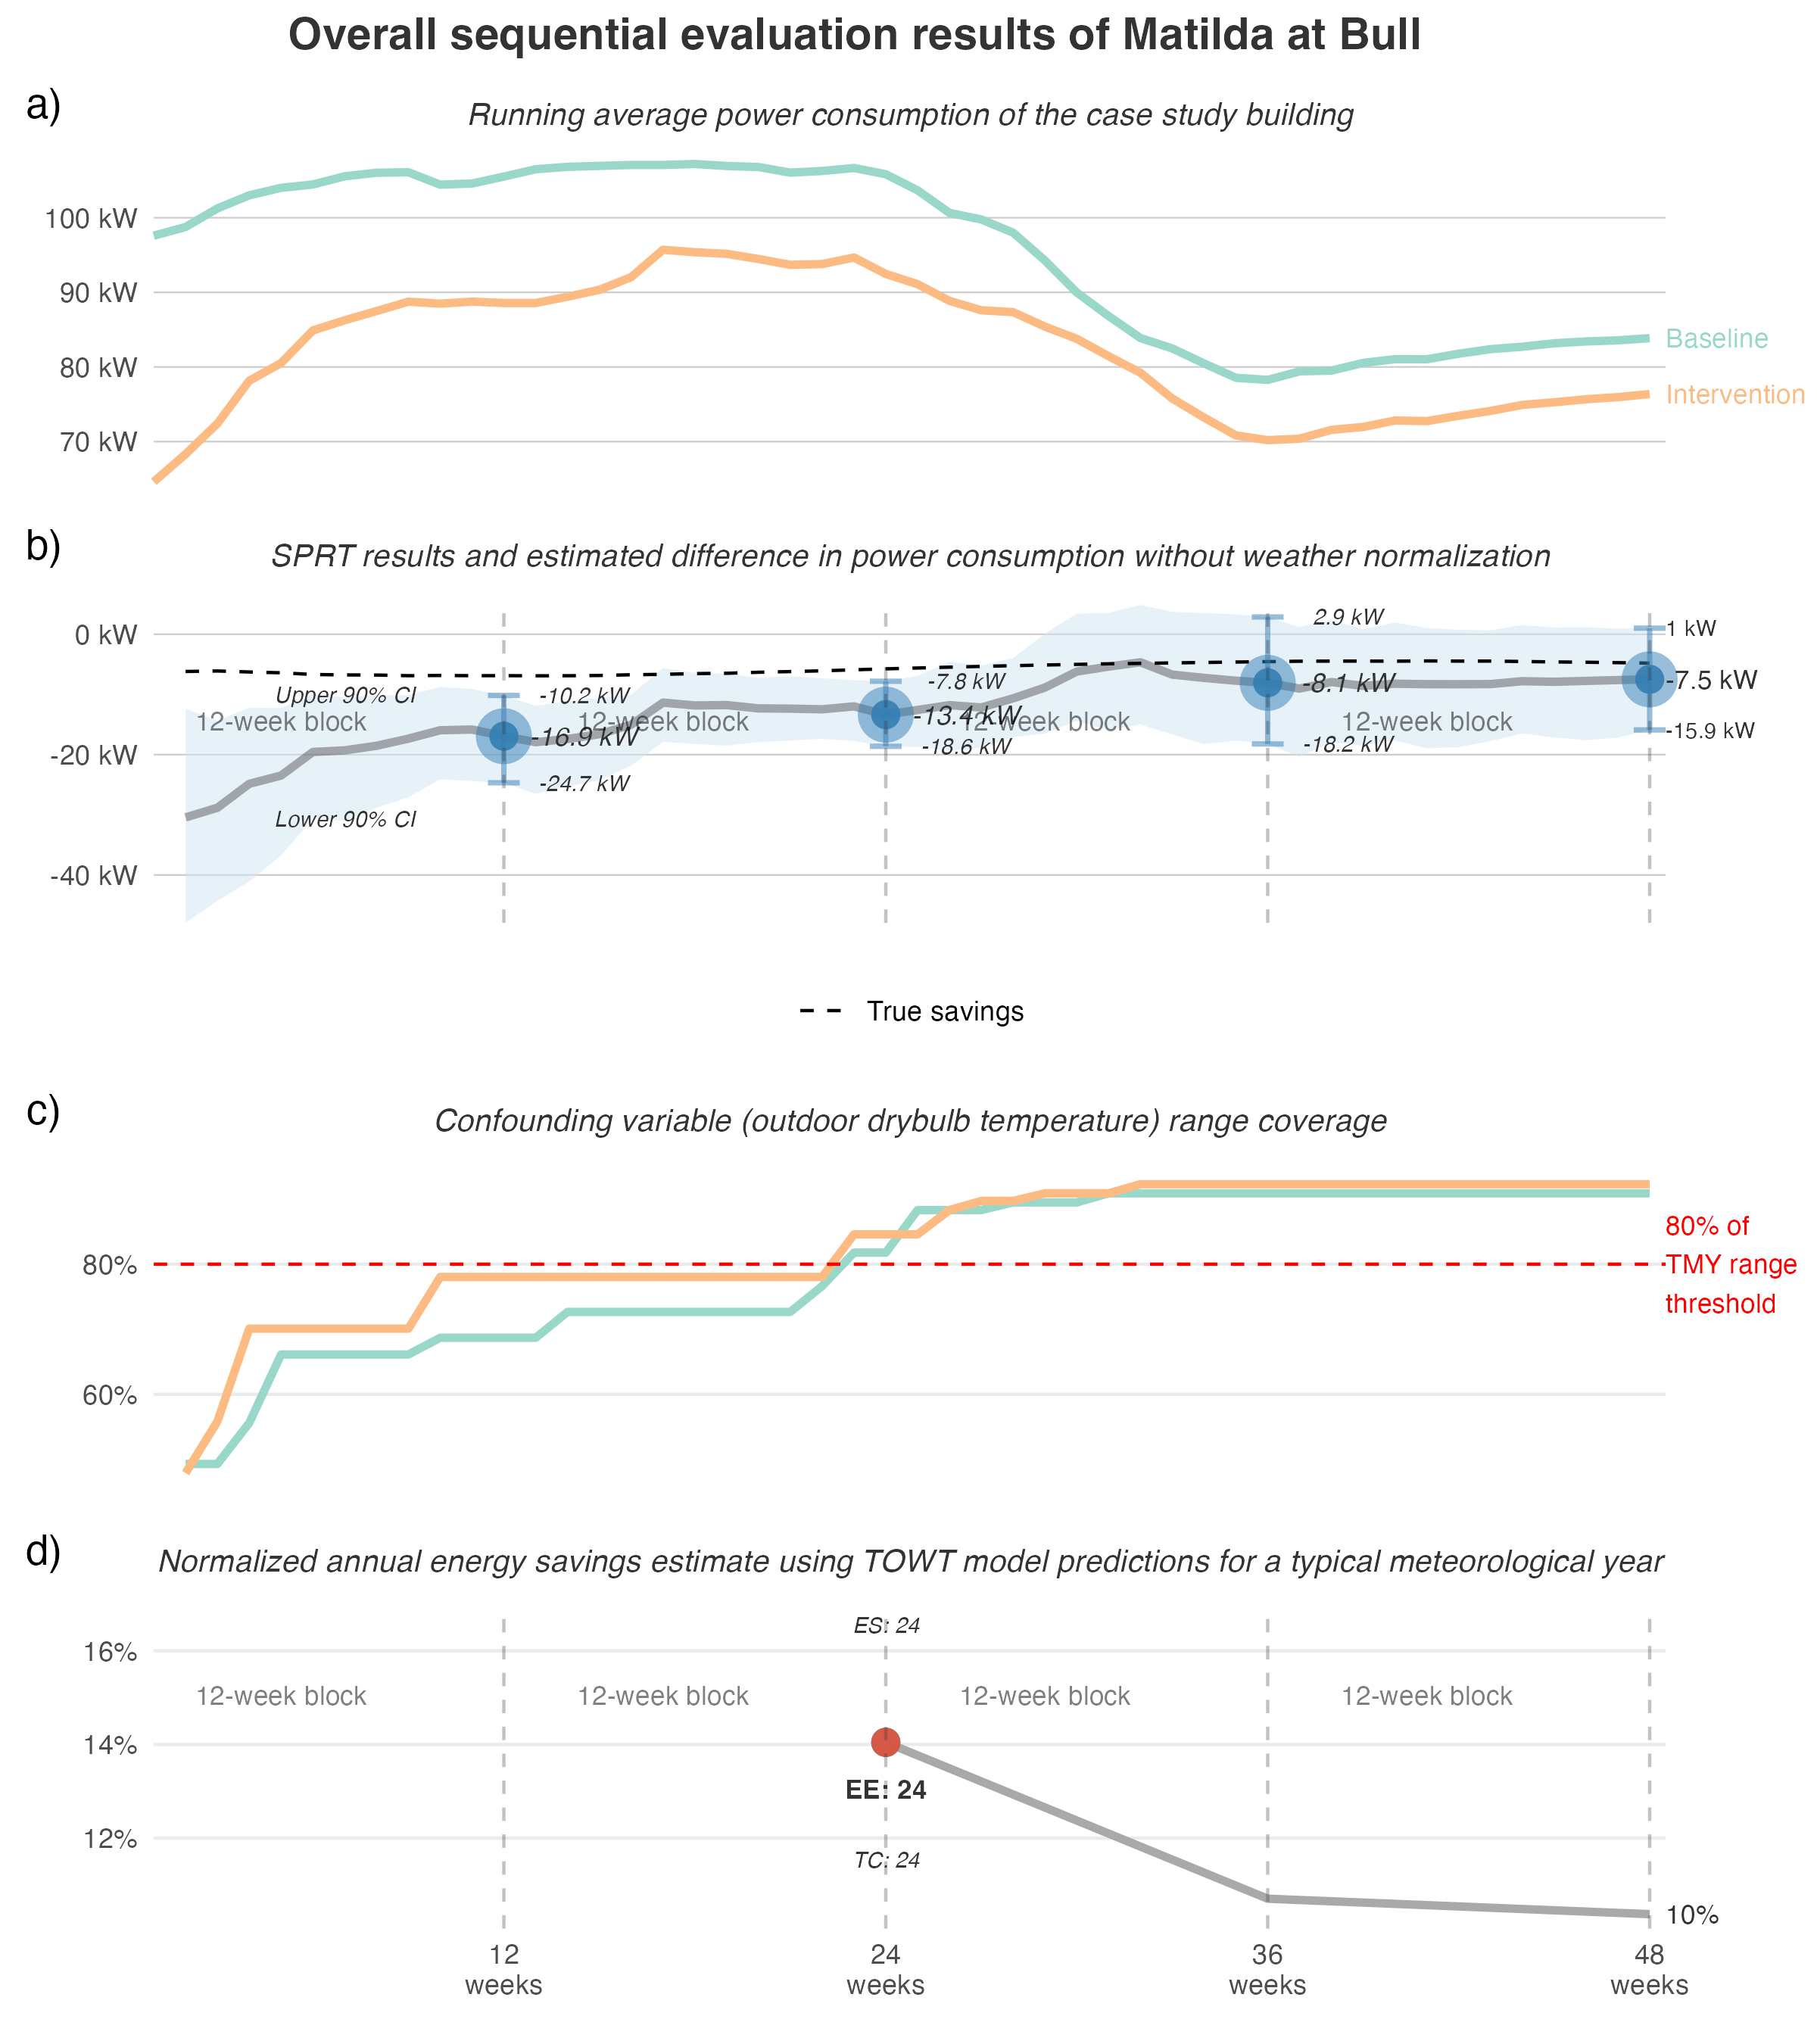 Overall sequential evaluation results of Matilda at Bull
a)
Running average power consumption of the case study building
100 kW
90 kW
80 kW
70 kW
Baseline
Intervention
b)
SPRT results and estimated difference in power consumption without weather normalization
0 kW
-20 kW
-40 kW
Upper 90% CI
Lower 90% CI
12-week block
12-week block
12-week block
12-week block
-10.2 kW
-16.9 kW
-24.7 kW
-7.8 kW
-13.4 kW
-18.6 kW
2.9 kW
-8.1 kW
-18.2 kW
1 kW
-7.5 kW
-15.9 kW
True savings
c)
Confounding variable (outdoor drybulb temperature) range coverage
80%
60%
80% of
TMY range
threshold
d)
Normalized annual energy savings estimate using TOWT model predictions for a typical meteorological year
16%
14%
12%
12-week block
12-week block
12-week block
12-week block
ES: 24
EE: 24
TC: 24
10%
12
weeks
24
weeks
36
weeks
48
weeks